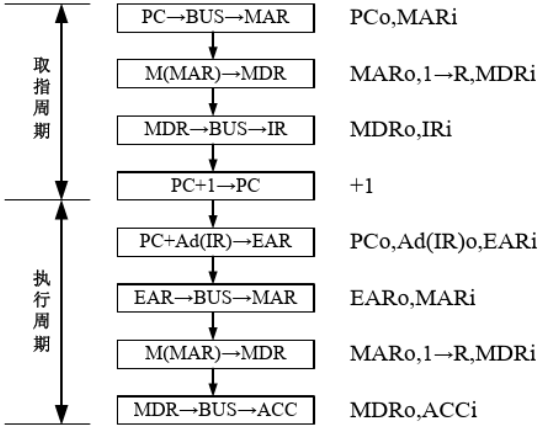 取指周期
PC→BUS→MAR PCo,MARi
M(MAR)→MDR MARo,1→R,MDRi
MDR→BUS→IR MDRo,IRi
PC+1→PC +1
执行周期
PC+Ad(IR)→EAR PCo,Ad(IR)o,EARi
EAR→BUS→MAR EARo,MARi
M(MAR)→MDR MARo,1→R,MDRi
MDR→BUS→ACC MDRo,ACCi